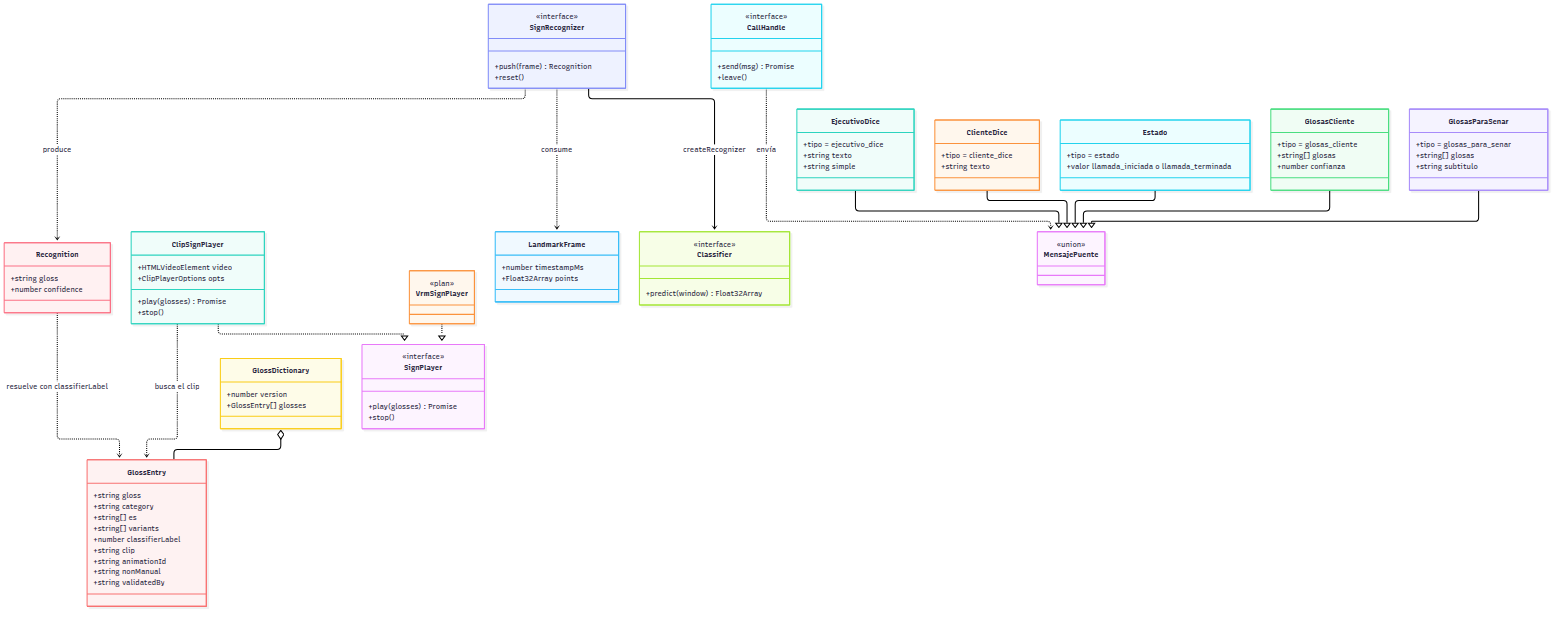 «interface»
SignRecognizer
+push(frame) : Recognition
+reset()
«interface»
CallHandle
+send(msg) : Promise
+leave()
EjecutivoDice
+tipo = ejecutivo_dice
+string texto
+string simple
ClienteDice
+tipo = cliente_dice
+string texto
Estado
+tipo = estado
+valor llamada_iniciada o llamada_terminada
GlosasCliente
+tipo = glosas_cliente
+string[] glosas
+number confianza
GlosasParaSenar
+tipo = glosas_para_senar
+string[] glosas
+string subtitulo
produce
consume
createRecognizer
envía
Recognition
+string gloss
+number confidence
ClipSignPlayer
+HTMLVideoElement video
+ClipPlayerOptions opts
+play(glosses) : Promise
+stop()
«plan»
VrmSignPlayer
LandmarkFrame
+number timestampMs
+Float32Array points
«interface»
Classifier
+predict(window) : Float32Array
«union»
MensajePuente
resuelve con classifierLabel
busca el clip
GlossDictionary
+number version
+GlossEntry[] glosses
«interface»
SignPlayer
+play(glosses) : Promise
+stop()
GlossEntry
+string gloss
+string category
+string[] es
+string[] variants
+number classifierLabel
+string clip
+string animationId
+string nonManual
+string validatedBy